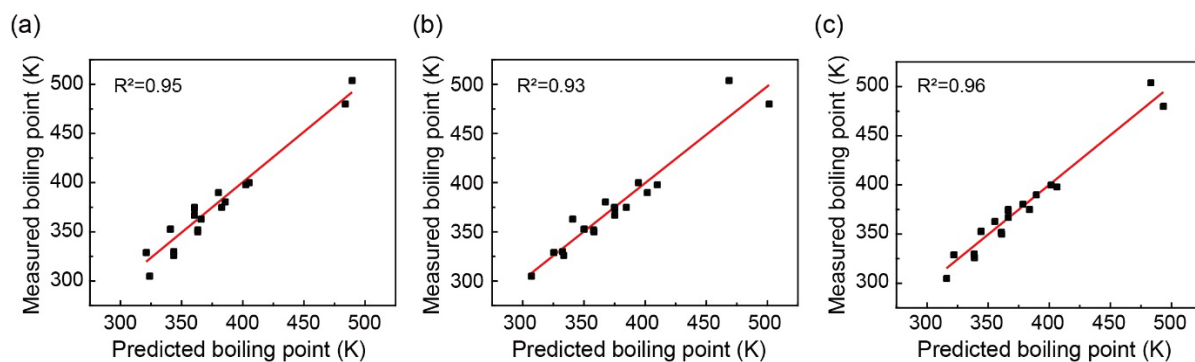 (a)
R²=0.95
Measured boiling point (K)
500
450
400
350
300
300 350 400 450 500
Predicted boiling point (K)
(b)
R²=0.93
Measured boiling point (K)
500
450
400
350
300
300 350 400 450 500
Predicted boiling point (K)
(c)
R²=0.96
Measured boiling point (K)
500
450
400
350
300
300 350 400 450 500
Predicted boiling point (K)